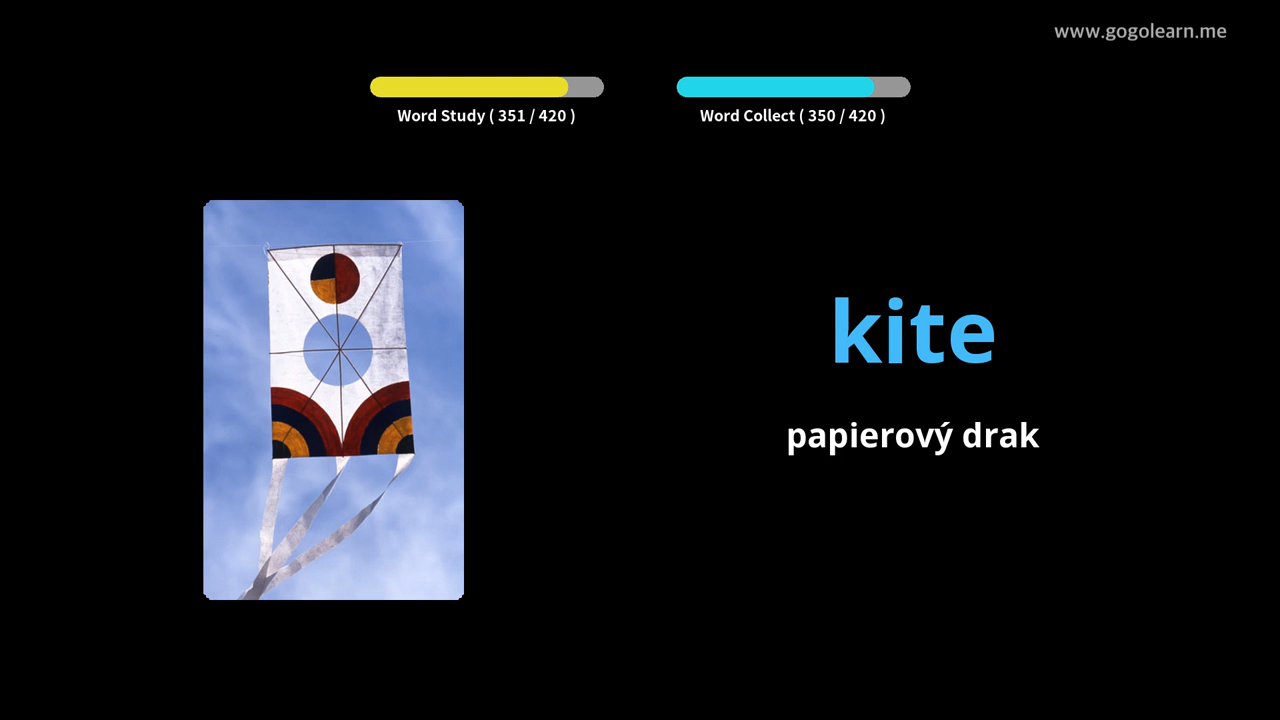 www.gogolearn.me
Word Study ( 351 / 420 )
Word Collect ( 350 / 420 )
kite
papierový drak